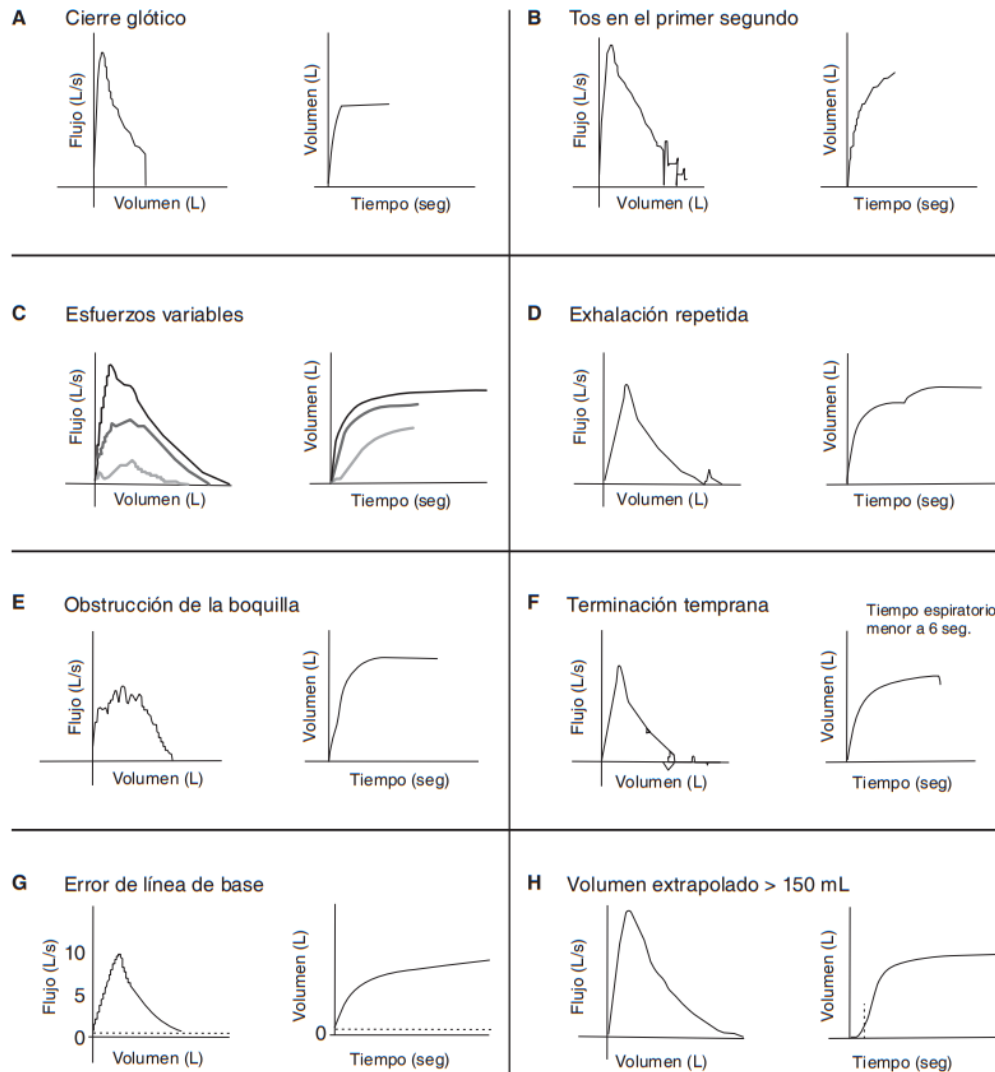 A Cierre glótico
Flujo (L/s)
Volumen (L)
Volumen (L)
Tiempo (seg)
B Tos en el primer segundo
Flujo (L/s)
Volumen (L)
Volumen (L)
Tiempo (seg)
C Esfuerzos variables
Flujo (L/s)
Volumen (L)
Volumen (L)
Tiempo (seg)
D Exhalación repetida
Flujo (L/s)
Volumen (L)
Volumen (L)
Tiempo (seg)
E Obstrucción de la boquilla
Flujo (L/s)
Volumen (L)
Volumen (L)
Tiempo (seg)
F Terminación temprana
Tiempo espiratorio
menor a 6 seg.
Flujo (L/s)
Volumen (L)
Volumen (L)
Tiempo (seg)
G Error de línea de base
Flujo (L/s)
10
5
0
Volumen (L)
Volumen (L)
0
Tiempo (seg)
H Volumen extrapolado > 150 mL
Flujo (L/s)
Volumen (L)
Volumen (L)
Tiempo (seg)